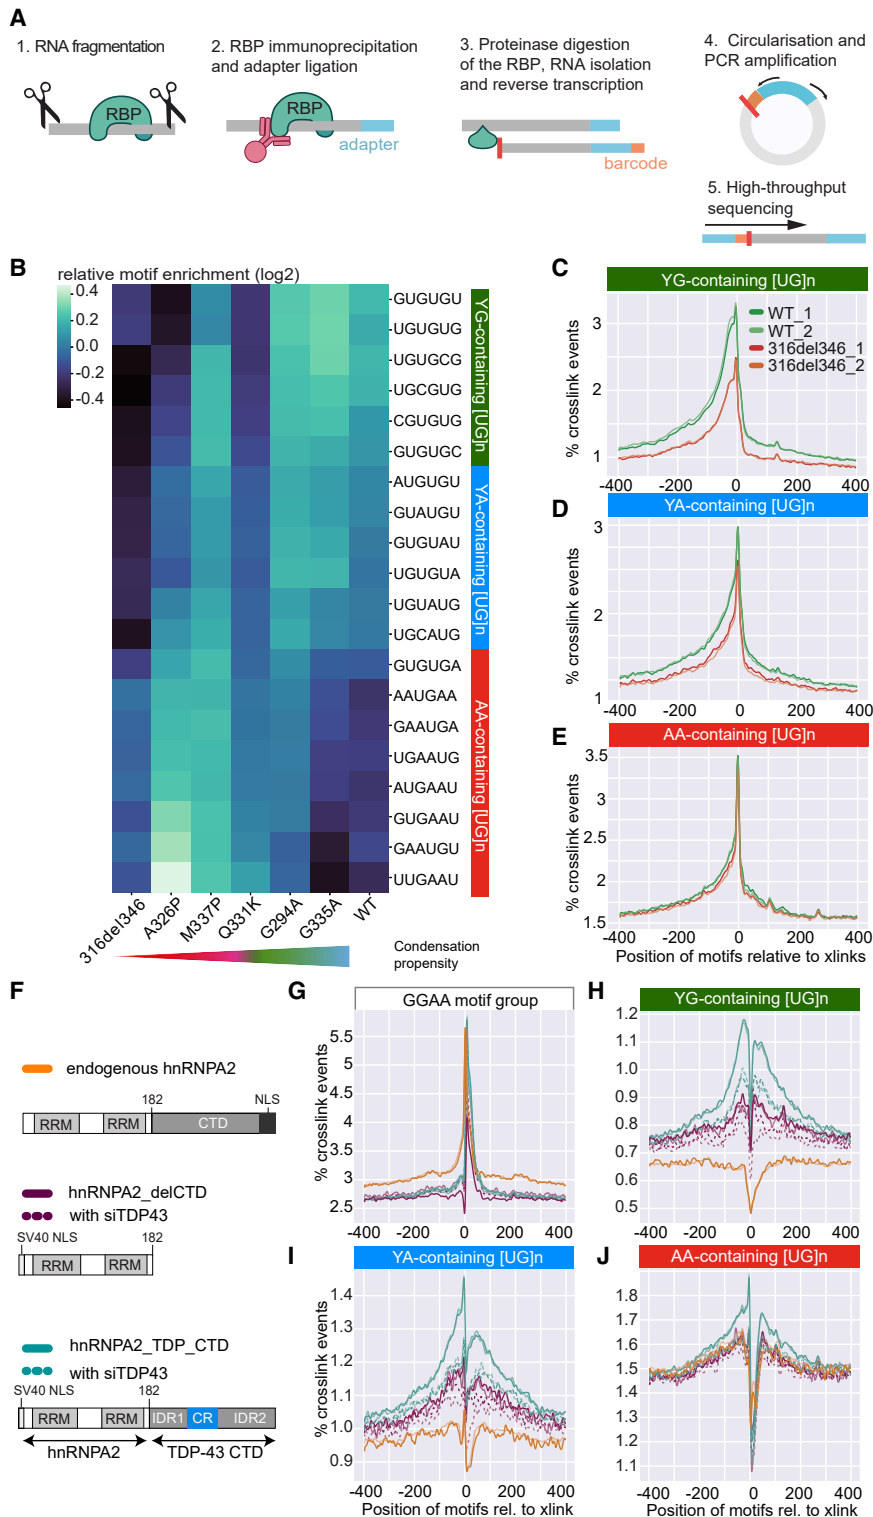 A
1. RNA fragmentation
RBP
2. RBP immunoprecipitation
and adapter ligation
RBP
adapter
3. Proteinase digestion
of the RBP, RNA isolation
and reverse transcription
barcode
4. Circularisation and
PCR amplification
5. High-throughput
sequencing
B
relative motif enrichment (log2)
0.4
0.2
0.0
-0.2
-0.4
GUGUGU
UGUGUG
UGUGCG
UGCGUG
CGUGUG
GUGUGC
AUGUGU
GUAUGU
GUGUAU
UGUGUA
UGUAUG
UGCAUG
GUGUGA
AAUGAA
GAAUGA
UGAAUG
AUGAAU
GUGAAU
GAAUGU
UUGAAU
YG-containing [UG]n
YA-containing [UG]n
AA-containing [UG]n
316del346
A326P
M337P
Q331K
G294A
G335A
WT
Condensation
propensity
C
YG-containing [UG]n
% crosslink events
3
2
1
WT_1
WT_2
316del346_1
316del346_2
-400 -200 0 200 400
D
YA-containing [UG]n
% crosslink events
3
2
1
-400 -200 0 200 400
E
AA-containing [UG]n
% crosslink events
3.5
3
2.5
2
1.5
-400 -200 0 200 400
Position of motifs relative to xlinks
F
endogenous hnRNPA2
182
NLS
RRM RRM CTD
hnRNPA2_delCTD
with siTDP43
SV40 NLS 182
RRM RRM
hnRNPA2_TDP_CTD
with siTDP43
SV40 NLS 182
RRM RRM IDR1 CR IDR2
hnRNPA2 TDP-43 CTD
G
GGAA motif group
% crosslink events
5.5
5
4.5
4
3.5
3
2.5
-400 -200 0 200 400
H
YG-containing [UG]n
1.2
1.1
1.0
0.9
0.8
0.7
0.6
0.5
-400 -200 0 200 400
I
YA-containing [UG]n
% crosslink events
1.4
1.3
1.2
1.1
1.0
0.9
-400 -200 0 200 400
Position of motifs rel. to xlink
J
AA-containing [UG]n
1.8
1.7
1.6
1.5
1.4
1.3
1.2
1.1
-400 -200 0 200 400
Position of motifs rel. to xlink